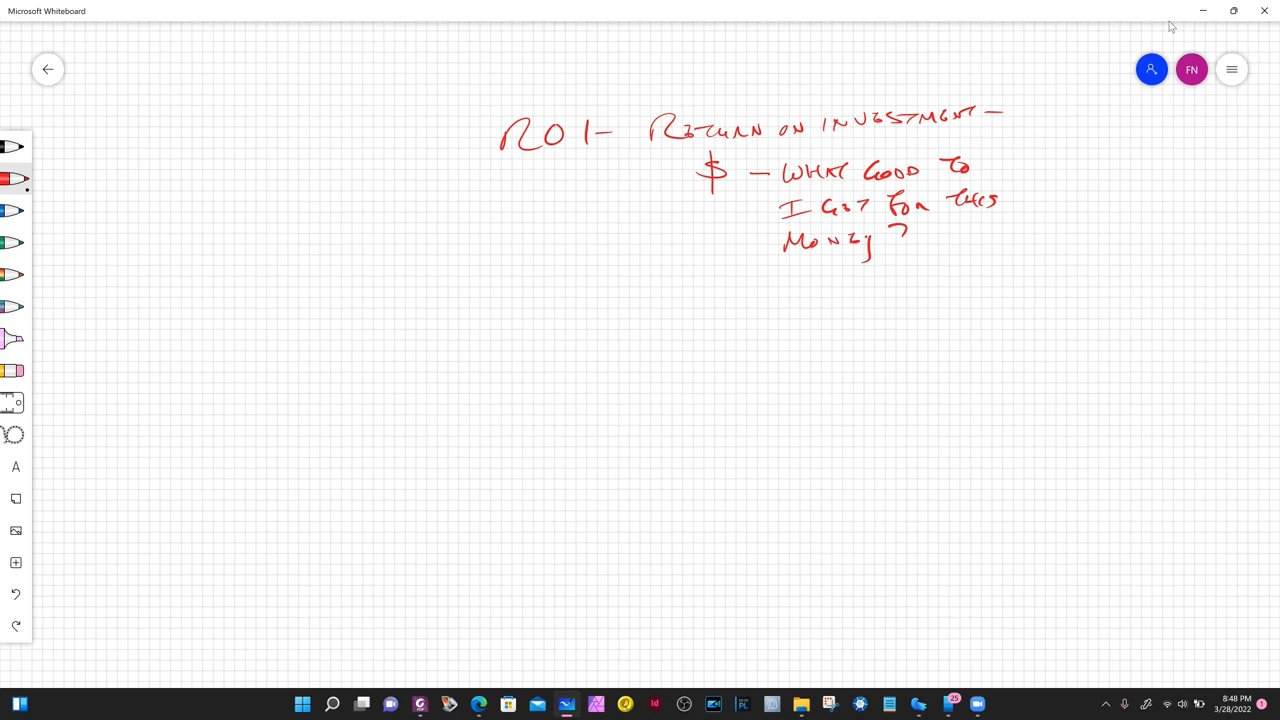 Microsoft Whiteboard
FN
ROI- RETURN ON INVESTMENT -
$ - WHAT GOOD TO
I GET FOR THIS
MONEY?
A
25
8:48 PM
3/28/2022